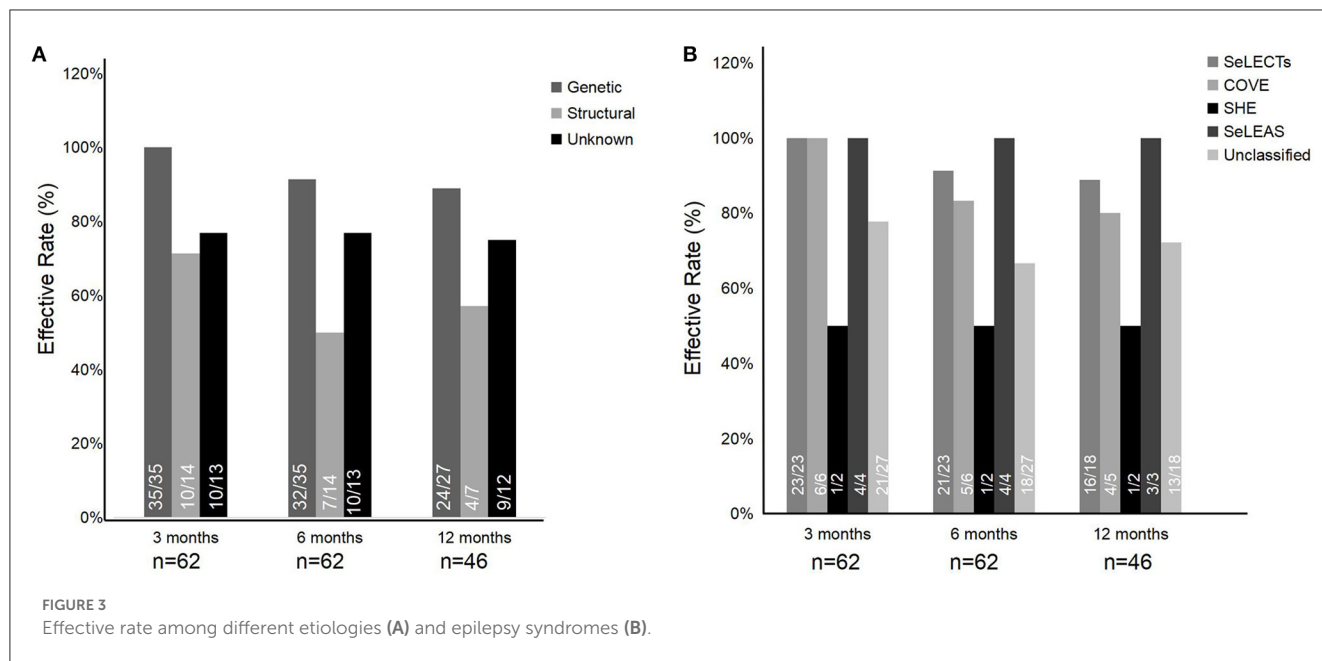 A
120%
100%
80%
60%
40%
20%
0%
Effective Rate (%)
Genetic
Structural
Unknown
35/35
10/14
10/13
32/35
7/14
10/13
24/27
4/7
9/12
3 months
6 months
12 months
n=62
n=62
n=46
B
120%
100%
80%
60%
40%
20%
0%
Effective Rate (%)
SeLECTs
COVE
SHE
SeLEAS
Unclassified
23/23
6/6
1/2
4/4
21/27
21/23
5/6
1/2
4/4
18/27
16/18
4/5
1/2
3/3
13/18
3 months
6 months
12 months
n=62
n=62
n=46
FIGURE 3
Effective rate among different etiologies (A) and epilepsy syndromes (B).